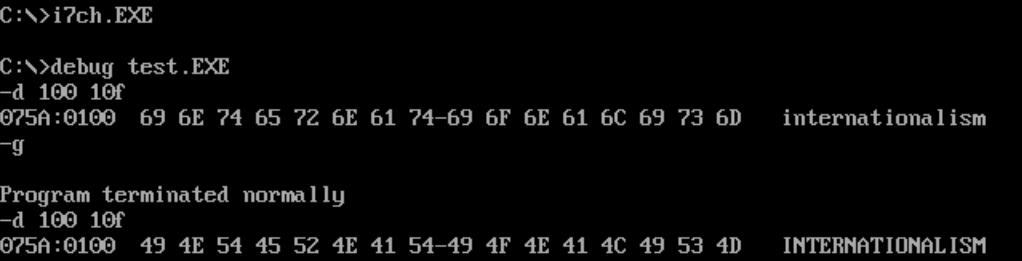 C:\>i7ch.EXE
C:\>debug test.EXE
-d 100 10f
075A:0100  69 6E 74 65 72 6E 61 74-69 6F 6E 61 6C 69 73 6D   internationalism
-g
Program terminated normally
-d 100 10f
075A:0100  49 4E 54 45 52 4E 41 54-49 4F 4E 41 4C 49 53 4D   INTERNATIONALISM